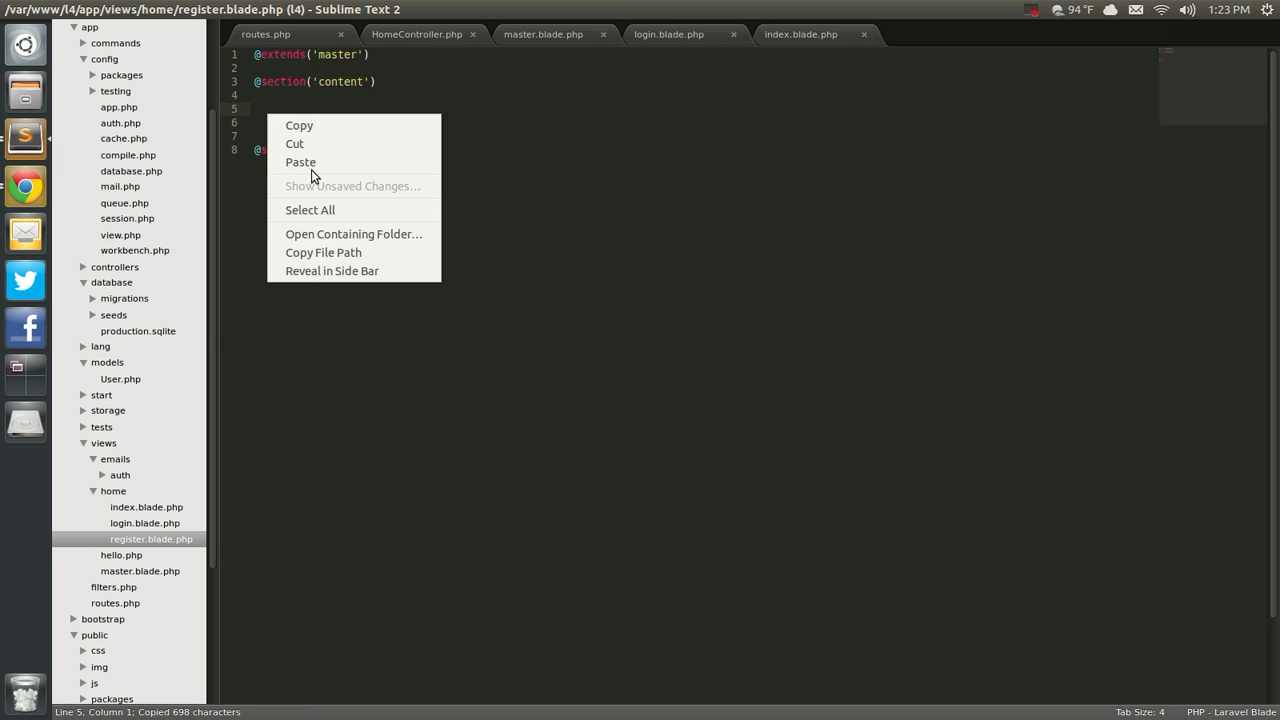 /var/www/l4/app/views/home/register.blade.php (l4) - Sublime Text 2
94 °F
1:23 PM
app
commands
config
packages
testing
app.php
auth.php
cache.php
compile.php
database.php
mail.php
queue.php
session.php
view.php
workbench.php
controllers
database
migrations
seeds
production.sqlite
lang
models
User.php
start
storage
tests
views
emails
auth
home
index.blade.php
login.blade.php
register.blade.php
hello.php
master.blade.php
filters.php
routes.php
bootstrap
public
css
img
js
packages
routes.php ×
HomeController.php ×
master.blade.php ×
login.blade.php ×
index.blade.php ×
1 @extends('master')
2
3 @section('content')
4
5
6
7
8 @s
Copy
Cut
Paste
Show Unsaved Changes...
Select All
Open Containing Folder...
Copy File Path
Reveal in Side Bar
Line 5, Column 1; Copied 698 characters
Tab Size: 4
PHP - Laravel Blade